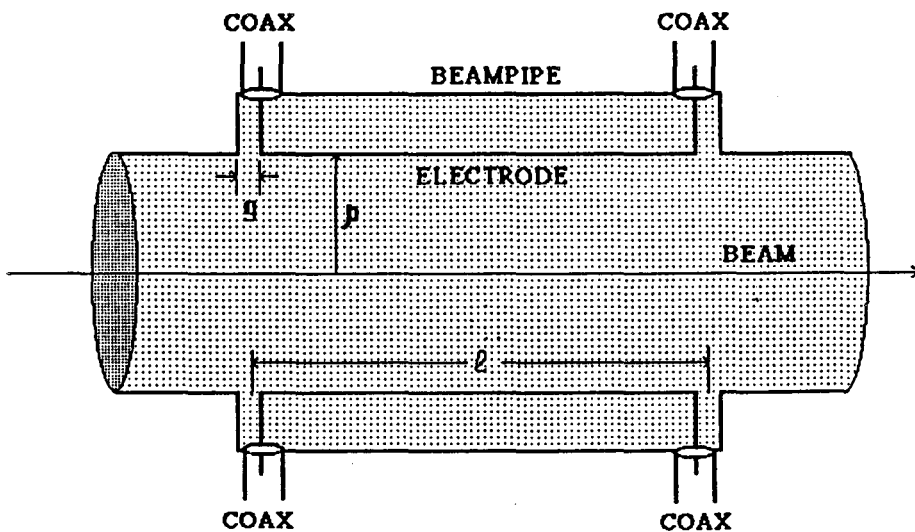 COAX COAX
BEAMPIPE
ELECTRODE
g p
BEAM
ℓ
COAX COAX